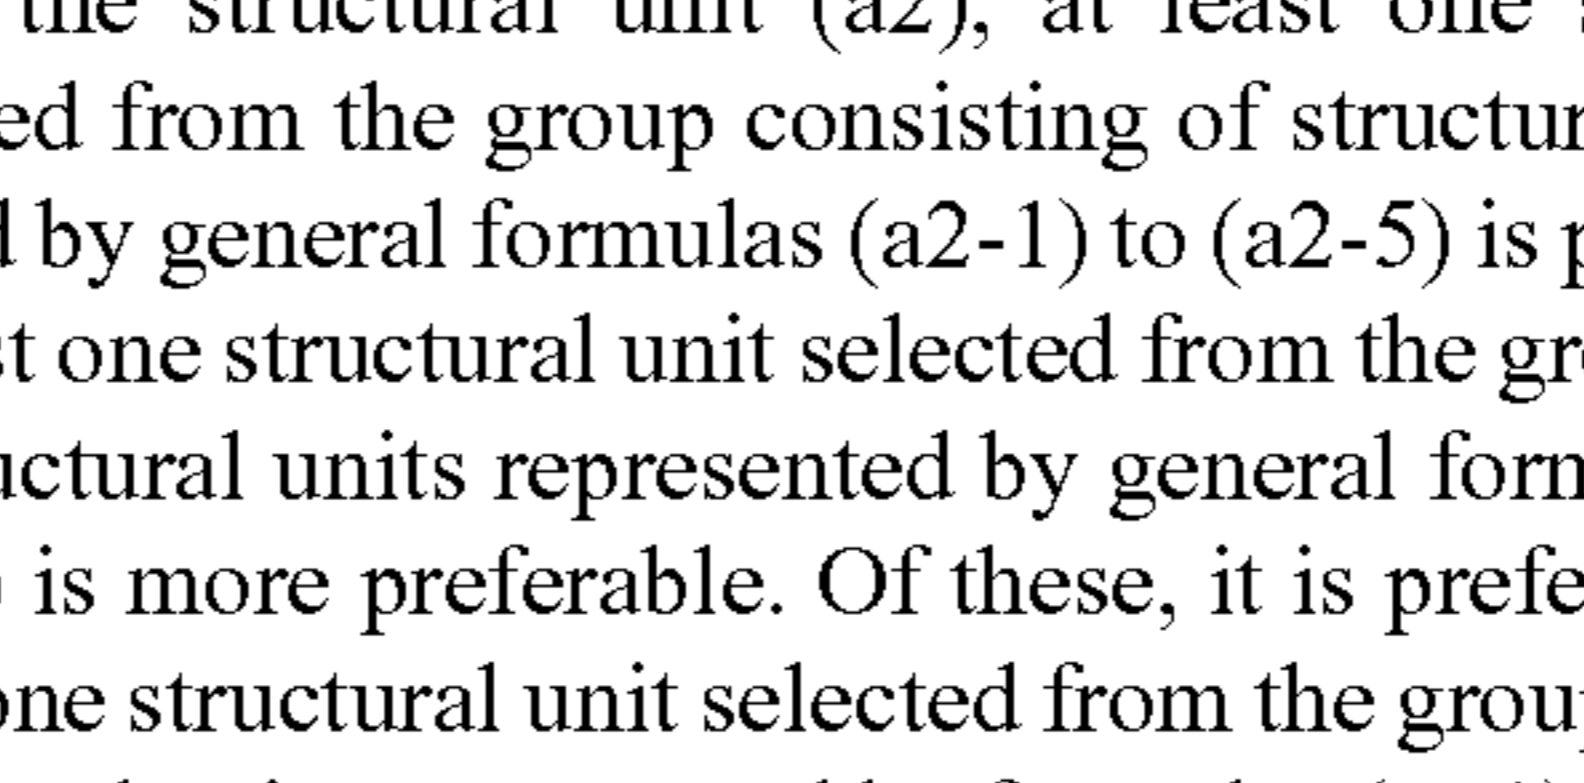 the structural unit (a2), at least one
ed from the group consisting of structur
by general formulas (a2-1) to (a2-5) is p
st one structural unit selected from the gr
uctural units represented by general form
is more preferable. Of these, it is prefe
one structural unit selected from the grou